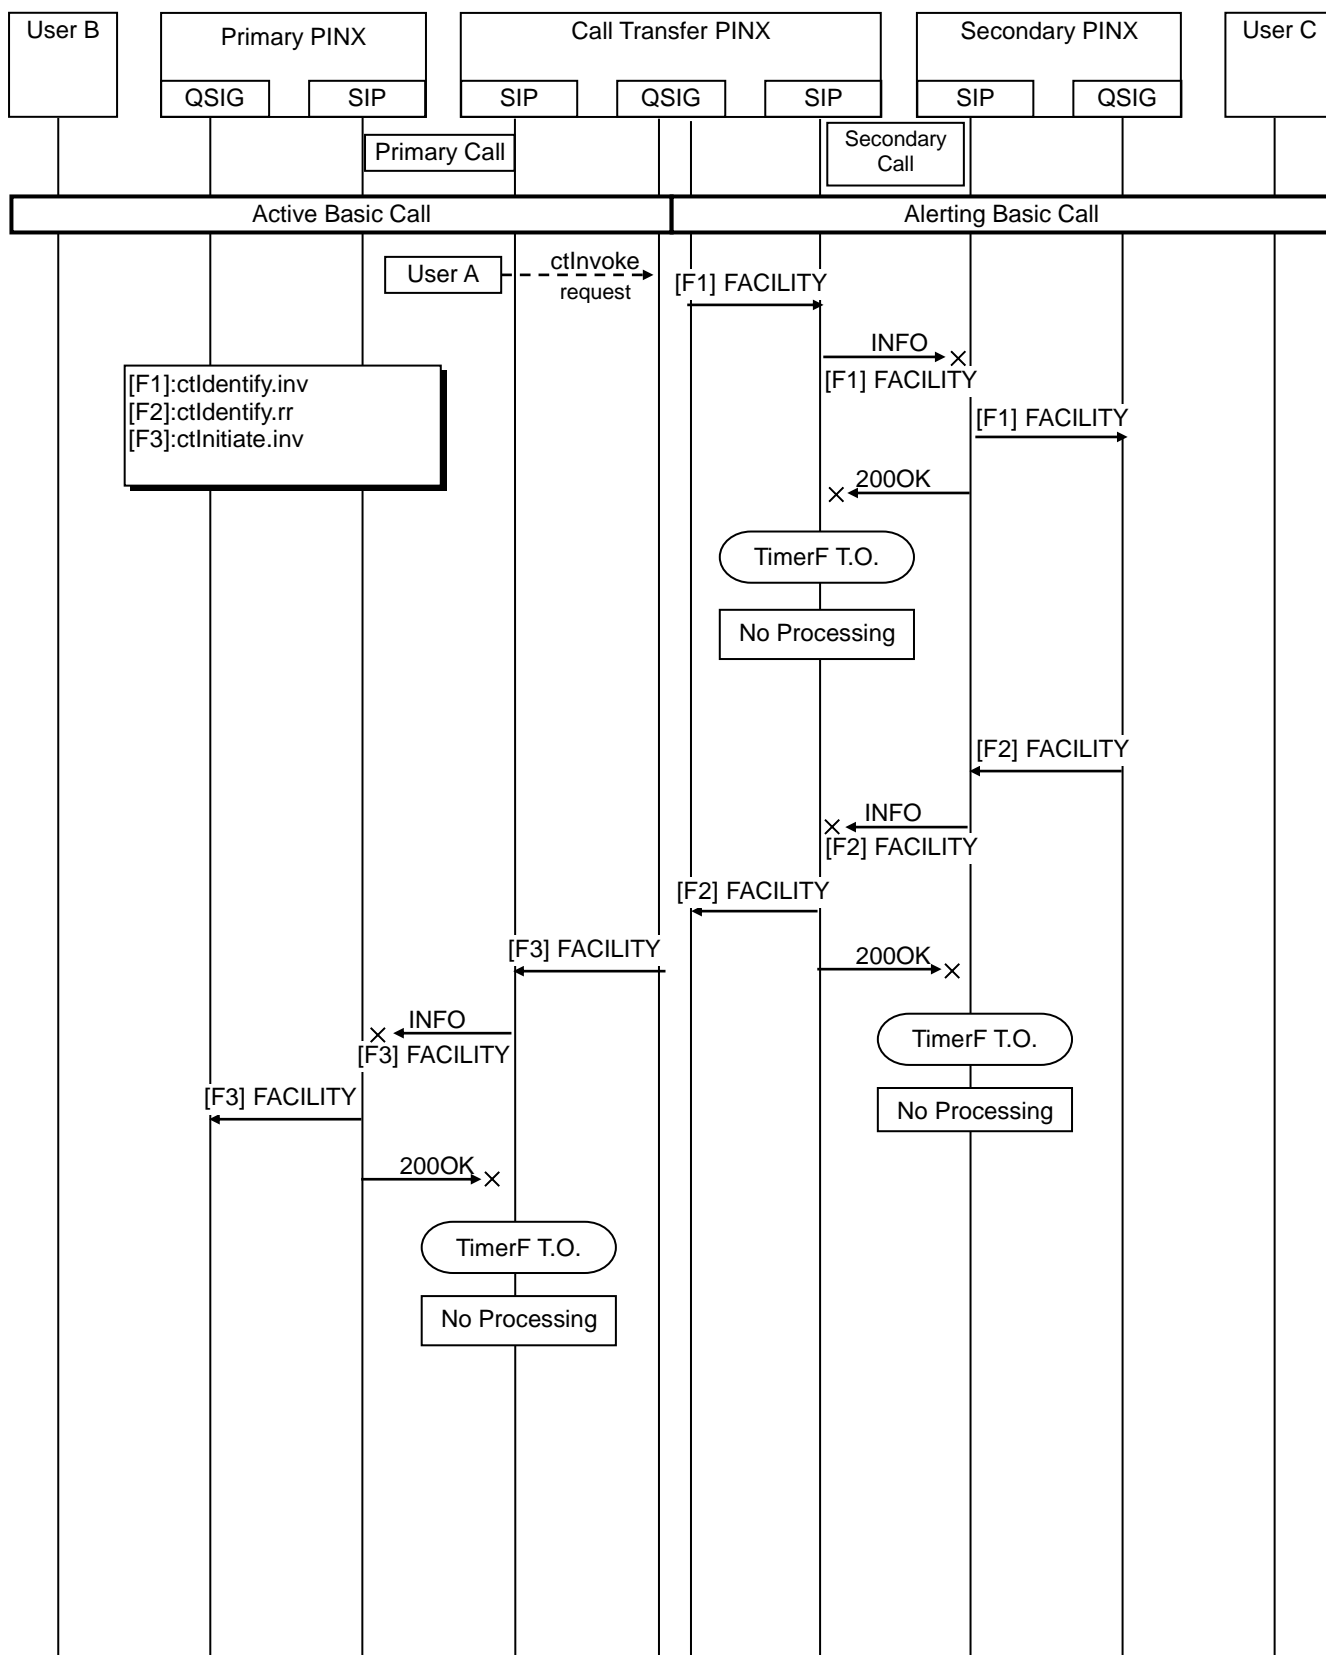 User B
Primary PINX
Call Transfer PINX
Secondary PINX
User C
QSIG
SIP
SIP
QSIG
SIP
SIP
QSIG
Primary Call
Secondary
Call
Active Basic Call
Alerting Basic Call
User A
ctInvoke
request
[F1] FACILITY
INFO
[F1] FACILITY
[F1]:ctIdentify.inv
[F2]:ctIdentify.rr
[F3]:ctInitiate.inv
[F1] FACILITY
200OK
TimerF T.O.
No Processing
[F2] FACILITY
INFO
[F2] FACILITY
[F2] FACILITY
[F3] FACILITY
200OK
INFO
[F3] FACILITY
TimerF T.O.
[F3] FACILITY
No Processing
200OK
TimerF T.O.
No Processing